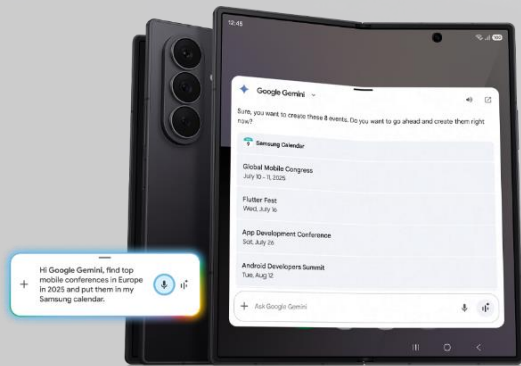 12:45
Google Gemini
Sure, you want to create these 8 events. Do you want to go ahead and create them right
now?
Samsung Calendar
Global Mobile Congress
July 10 - 11, 2025
Flutter Fest
Wed, July 16
App Development Conference
Sat, July 26
Android Developers Summit
Tue, Aug 12
Ask Google Gemini
Hi Google Gemini, find top
mobile conferences in Europe
in 2025 and put them in my
Samsung calendar.